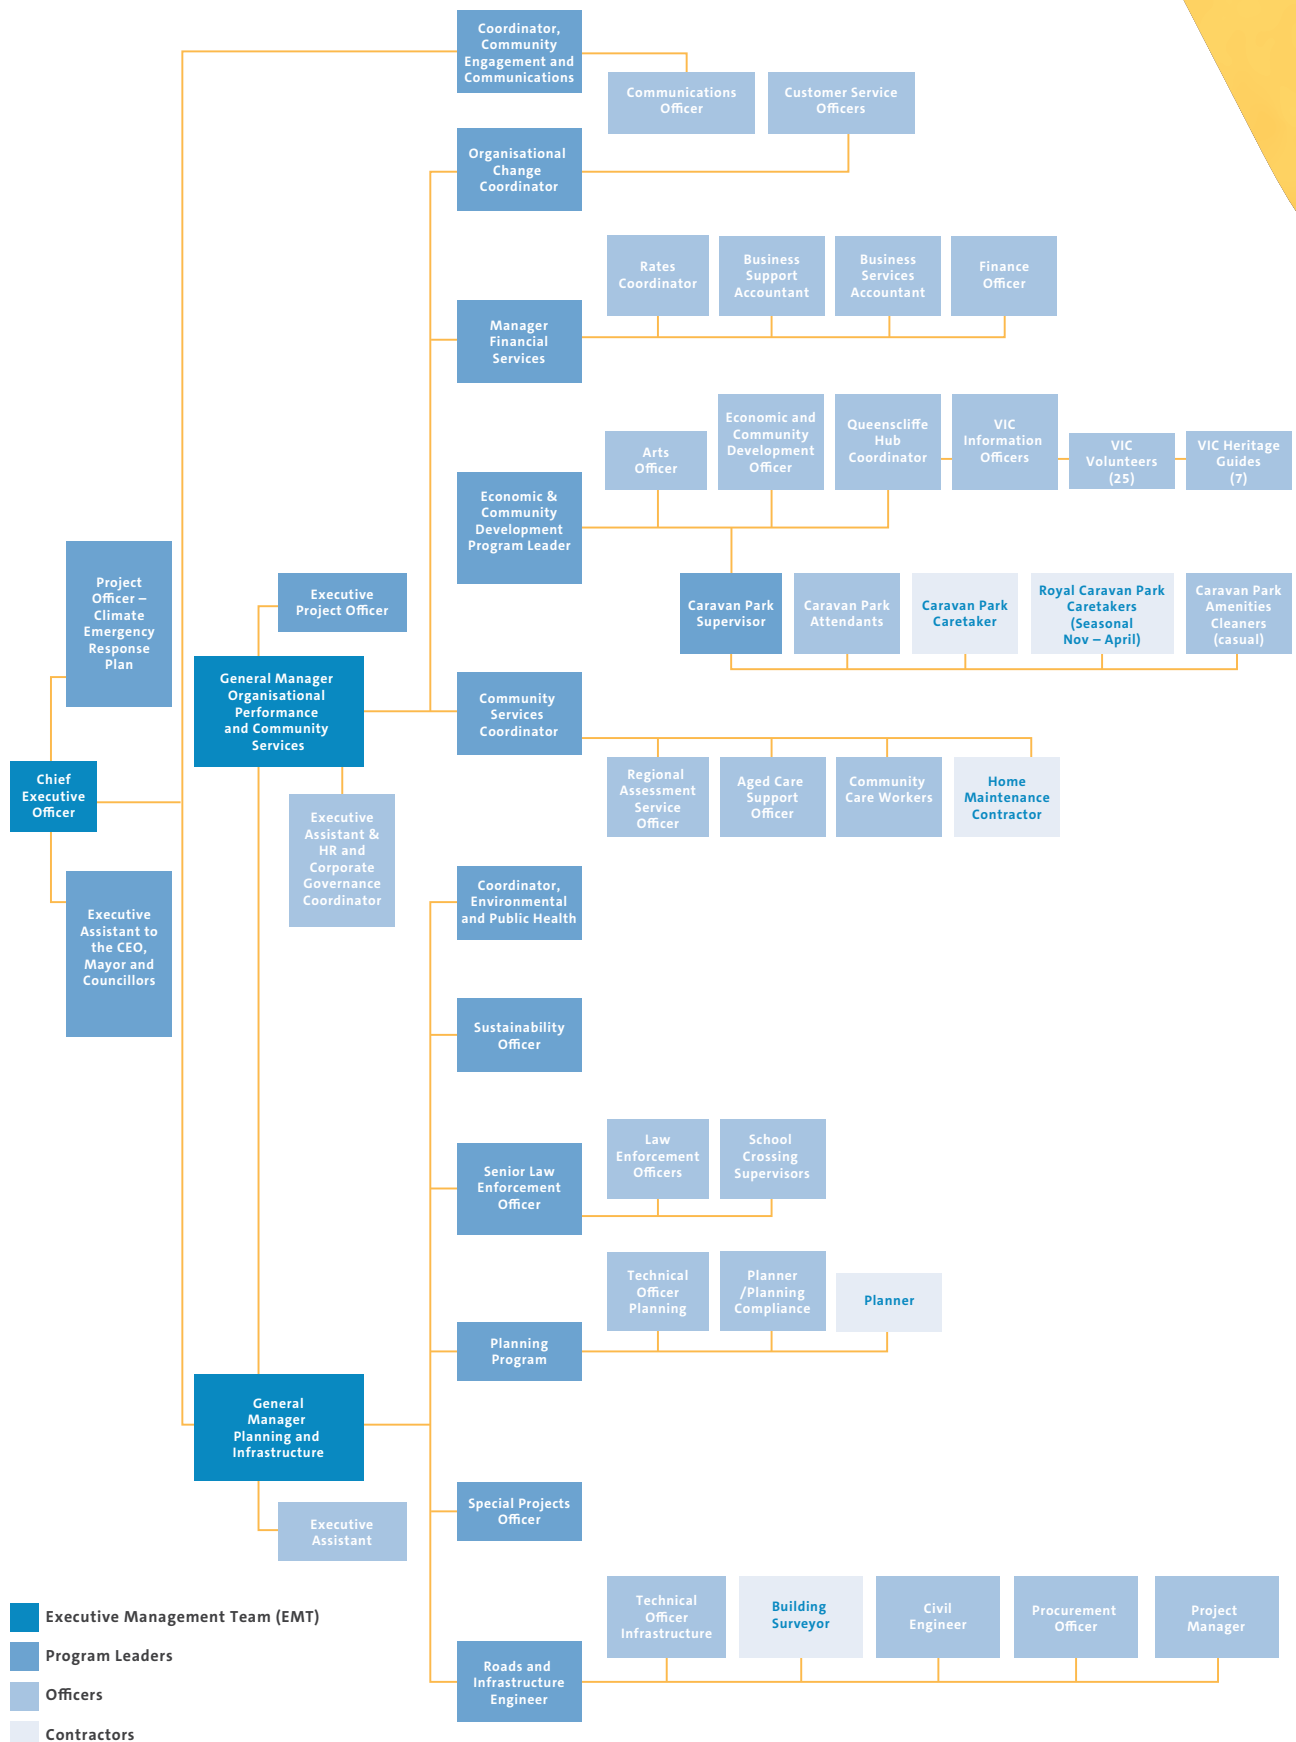 Coordinator,
Community
Engagement and
Communications
Communications
Officer
Customer Service
Officers
Organisational
Change
Coordinator
Rates
Coordinator
Business
Support
Accountant
Business
Services
Accountant
Finance
Officer
Manager
Financial
Services
Arts
Officer
Economic and
Community
Development
Officer
Queenscliffe
Hub
Coordinator
VIC
Information
Officers
VIC
Volunteers
(25)
VIC Heritage
Guides
(7)
Economic &
Community
Development
Program Leader
Caravan Park
Supervisor
Caravan Park
Attendants
Caravan Park
Caretaker
Royal Caravan Park
Caretakers
(Seasonal
Nov – April)
Caravan Park
Amenities
Cleaners
(casual)
Project
Officer –
Climate
Emergency
Response
Plan
Executive
Project Officer
General Manager
Organisational
Performance
and Community
Services
Community
Services
Coordinator
Regional
Assessment
Service
Officer
Aged Care
Support
Officer
Community
Care Workers
Home
Maintenance
Contractor
Chief
Executive
Officer
Executive
Assistant &
HR and
Corporate
Governance
Coordinator
Executive
Assistant to
the CEO,
Mayor and
Councillors
Coordinator,
Environmental
and Public Health
Sustainability
Officer
Law
Enforcement
Officers
School
Crossing
Supervisors
Senior Law
Enforcement
Officer
Technical
Officer
Planning
Planner
/Planning
Compliance
Planner
Planning
Program
General
Manager
Planning and
Infrastructure
Executive
Assistant
Special Projects
Officer
Technical
Officer
Infrastructure
Building
Surveyor
Civil
Engineer
Procurement
Officer
Project
Manager
Roads and
Infrastructure
Engineer
Executive Management Team (EMT)
Program Leaders
Officers
Contractors